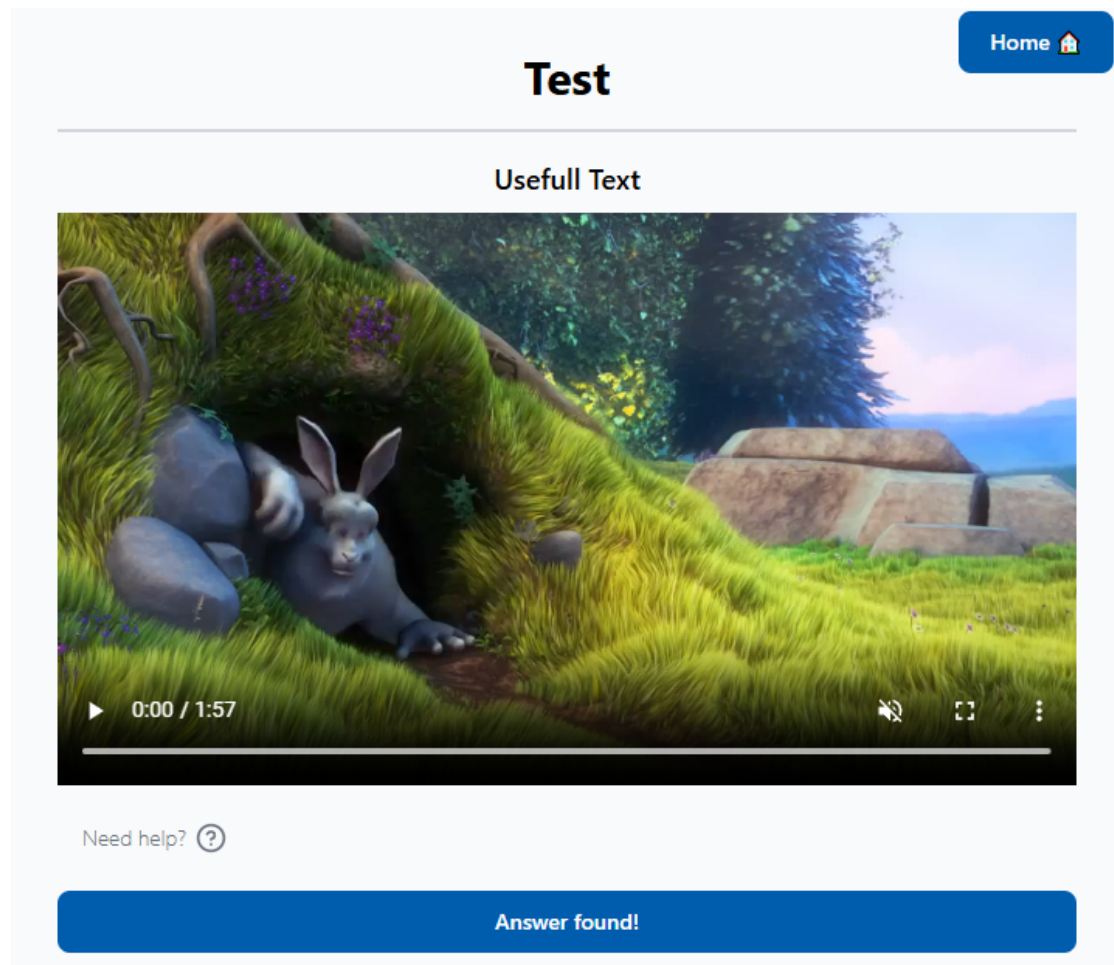 Home 🏠
Test
Usefull Text
0:00 / 1:57
Need help? ?
Answer found!